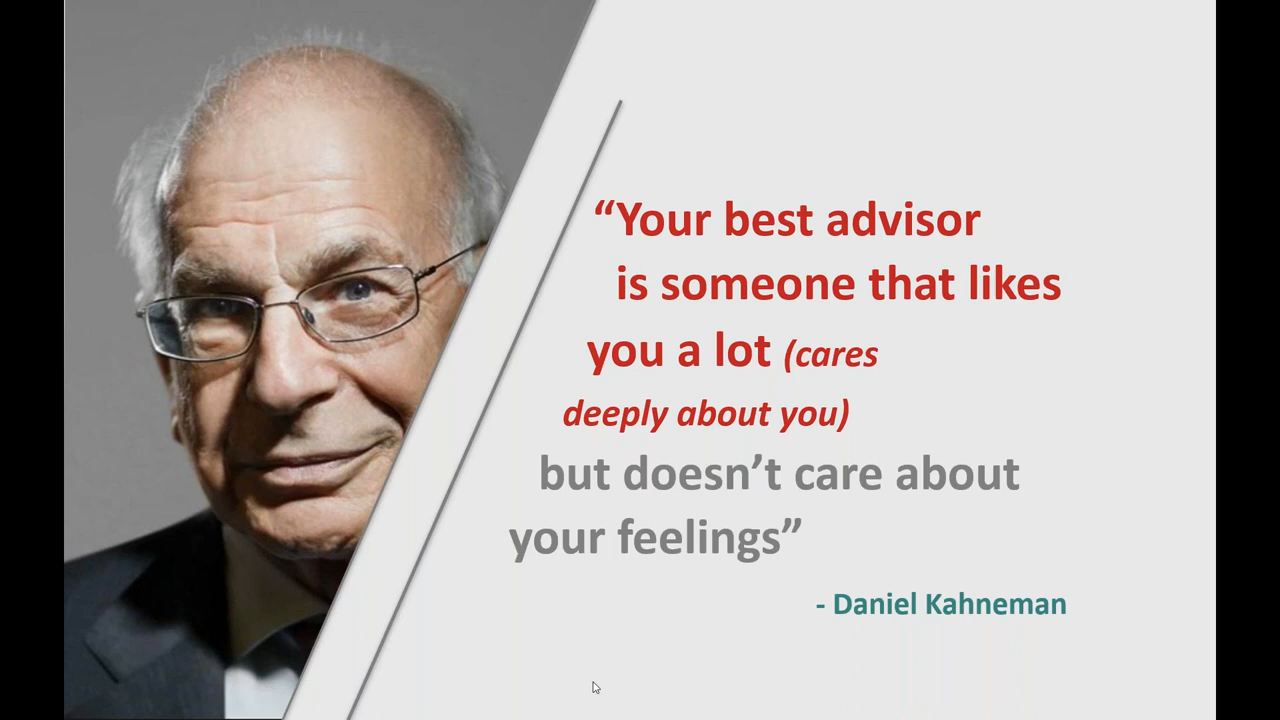 “Your best advisor
is someone that likes
you a lot (cares
deeply about you)
but doesn’t care about
your feelings”
- Daniel Kahneman